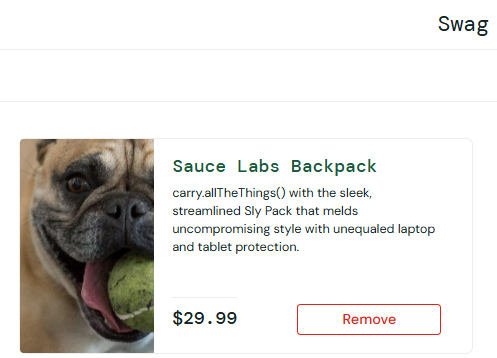 Swag
Sauce Labs Backpack
carry.allTheThings() with the sleek,
streamlined Sly Pack that melds
uncompromising style with unequaled laptop
and tablet protection.
$29.99
Remove